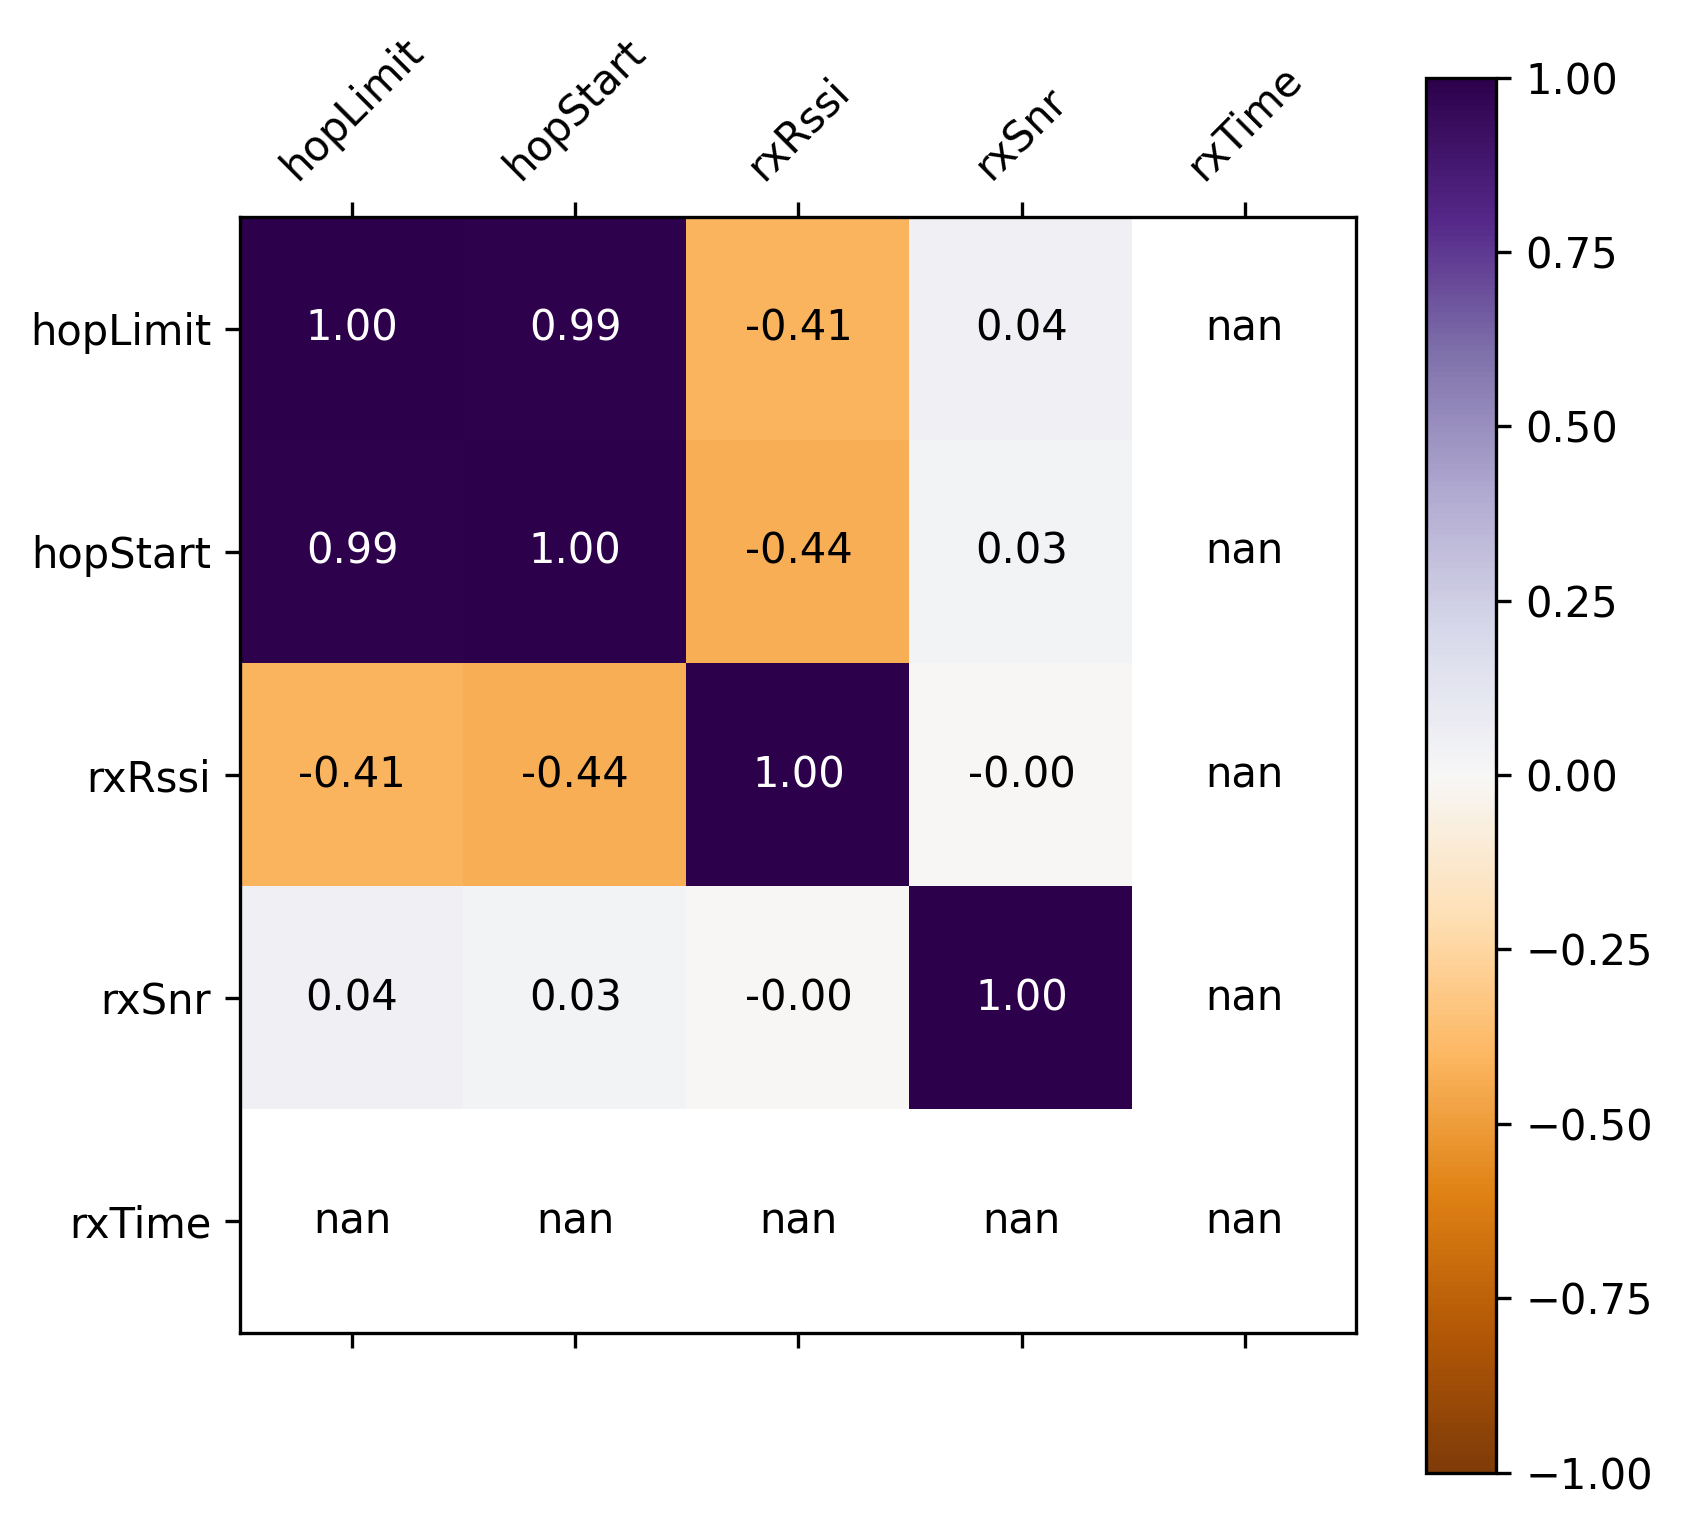 hopLimit hopStart rxRssi rxSnr rxTime
hopLimit 1.00 0.99 -0.41 0.04 nan
hopStart 0.99 1.00 -0.44 0.03 nan
rxRssi -0.41 -0.44 1.00 -0.00 nan
rxSnr 0.04 0.03 -0.00 1.00 nan
rxTime nan nan nan nan nan
1.00
0.75
0.50
0.25
0.00
−0.25
−0.50
−0.75
−1.00